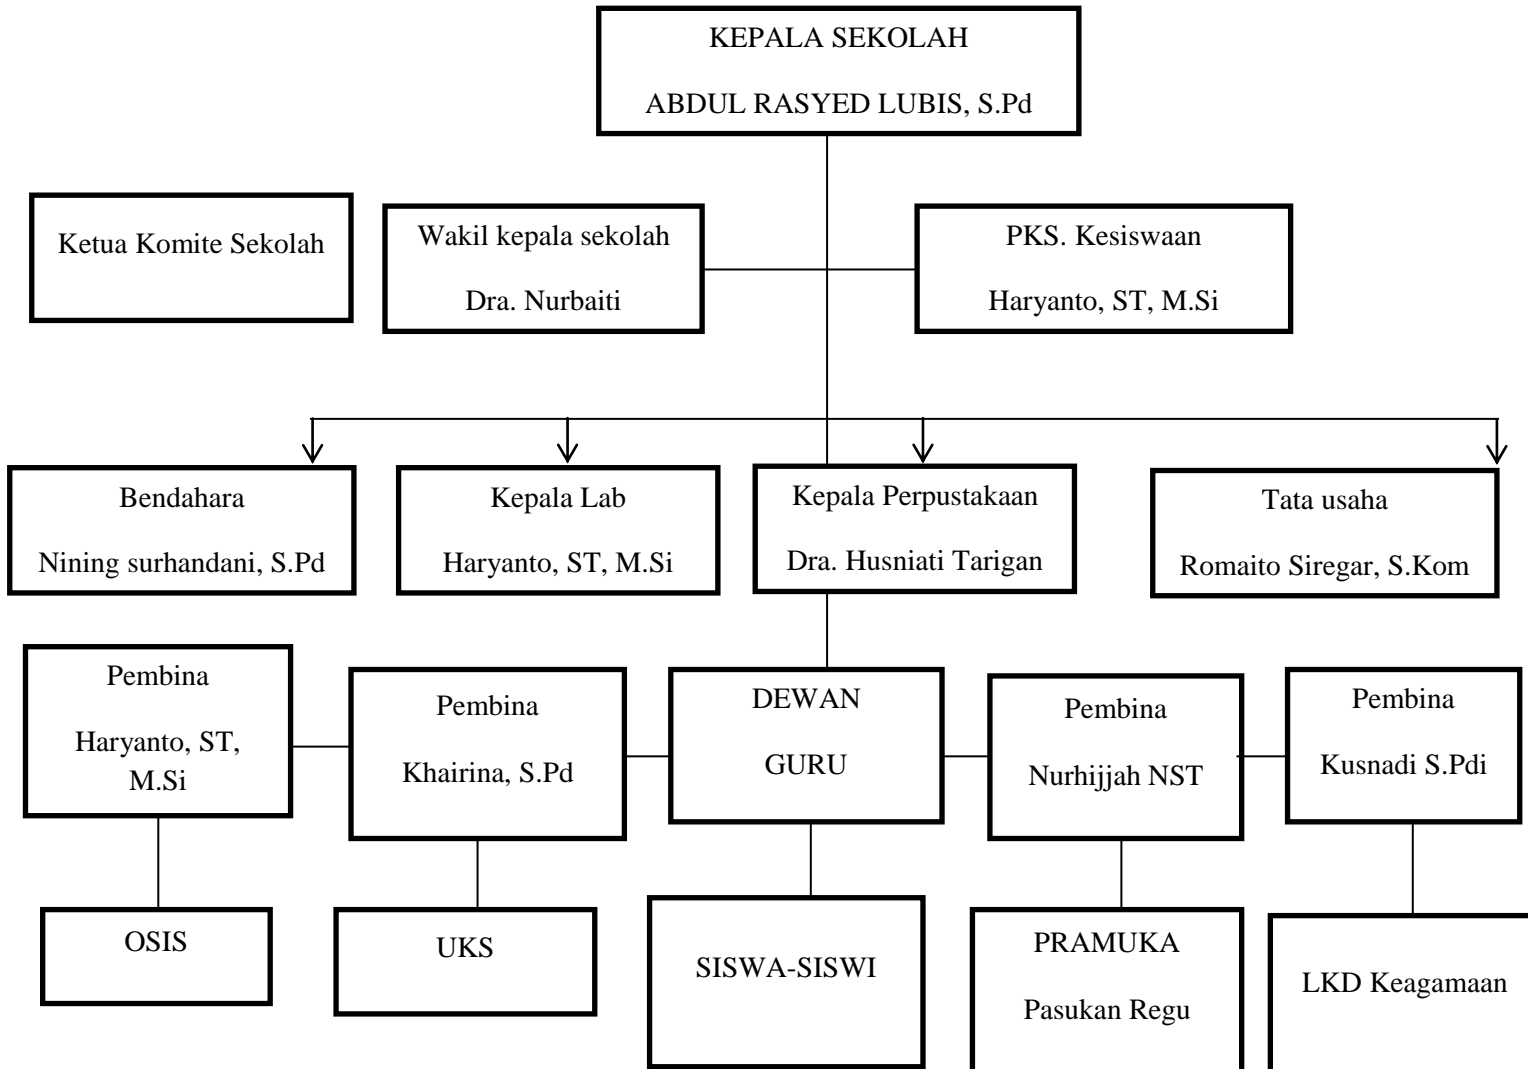 KEPALA SEKOLAH
ABDUL RASYED LUBIS, S.Pd
Ketua Komite Sekolah
Wakil kepala sekolah
Dra. Nurbaiti
PKS. Kesiswaan
Haryanto, ST, M.Si
Bendahara
Nining surhandani, S.Pd
Kepala Lab
Haryanto, ST, M.Si
Kepala Perpustakaan
Dra. Husniati Tarigan
Tata usaha
Romaito Siregar, S.Kom
Pembina
Haryanto, ST,
M.Si
Pembina
Khairina, S.Pd
DEWAN
GURU
Pembina
Nurhijjah NST
Pembina
Kusnadi S.Pdi
OSIS
UKS
SISWA-SISWI
PRAMUKA
Pasukan Regu
LKD Keagamaan